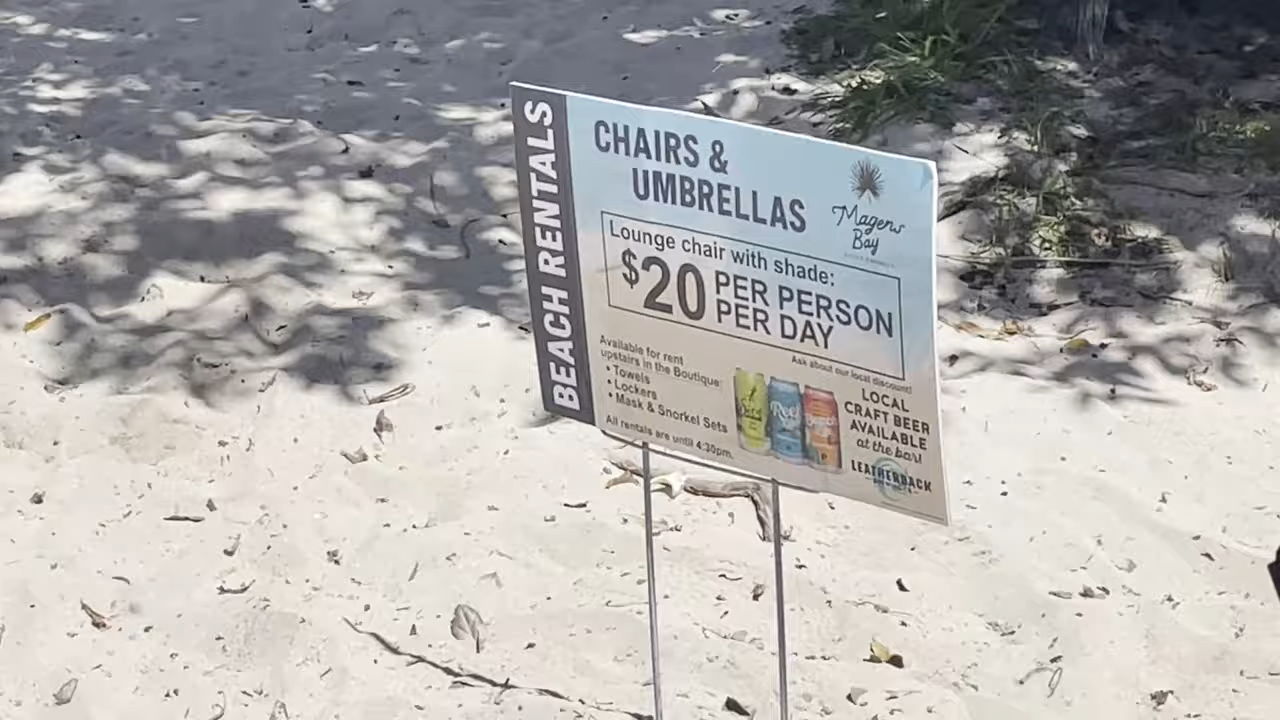 BEACH RENTALS
CHAIRS &
UMBRELLAS
Magens
Bay
Lounge chair with shade:
$20 PER PERSON
PER DAY
Ask about our local discount!
Available for rent
upstairs in the Boutique:
• Towels
• Lockers
• Mask & Snorkel Sets
All rentals are until 4:30pm.
Reef
Beach
LOCAL
CRAFT BEER
AVAILABLE
at the bar!
LEATHERBACK